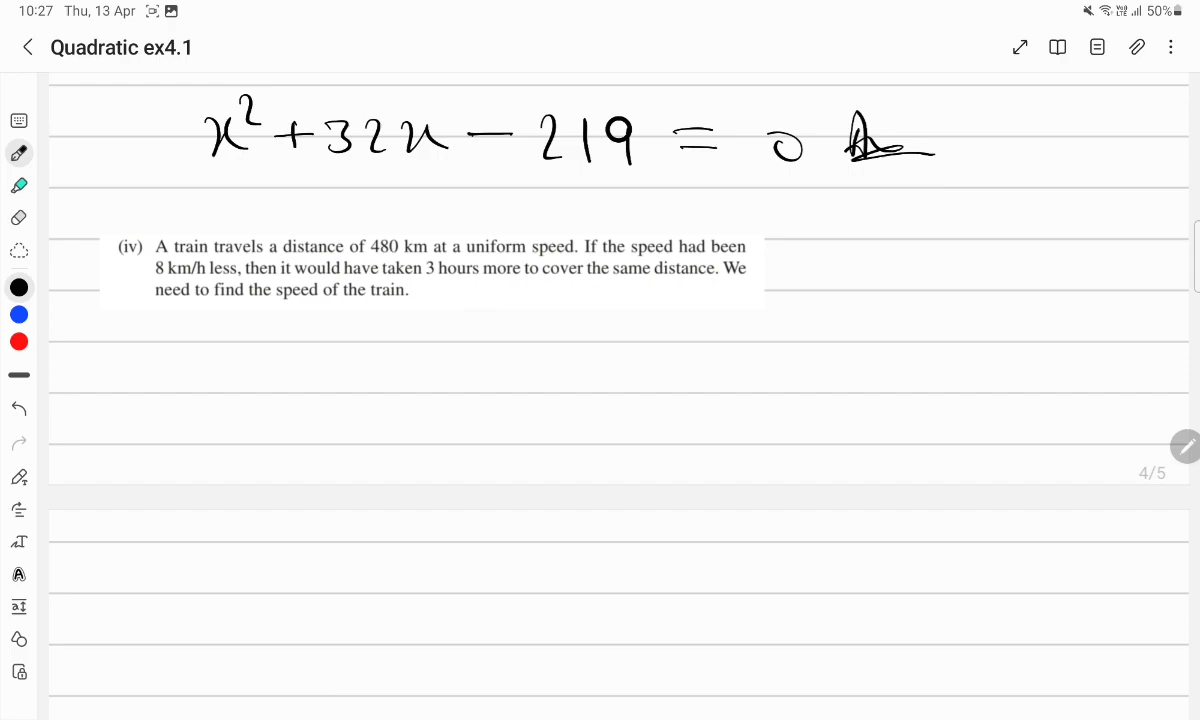 10:27 Thu, 13 Apr 50%
Quadratic ex4.1
x² + 32x - 219 = 0 Ans
(iv) A train travels a distance of 480 km at a uniform speed. If the speed had been
8 km/h less, then it would have taken 3 hours more to cover the same distance. We
need to find the speed of the train.
4/5